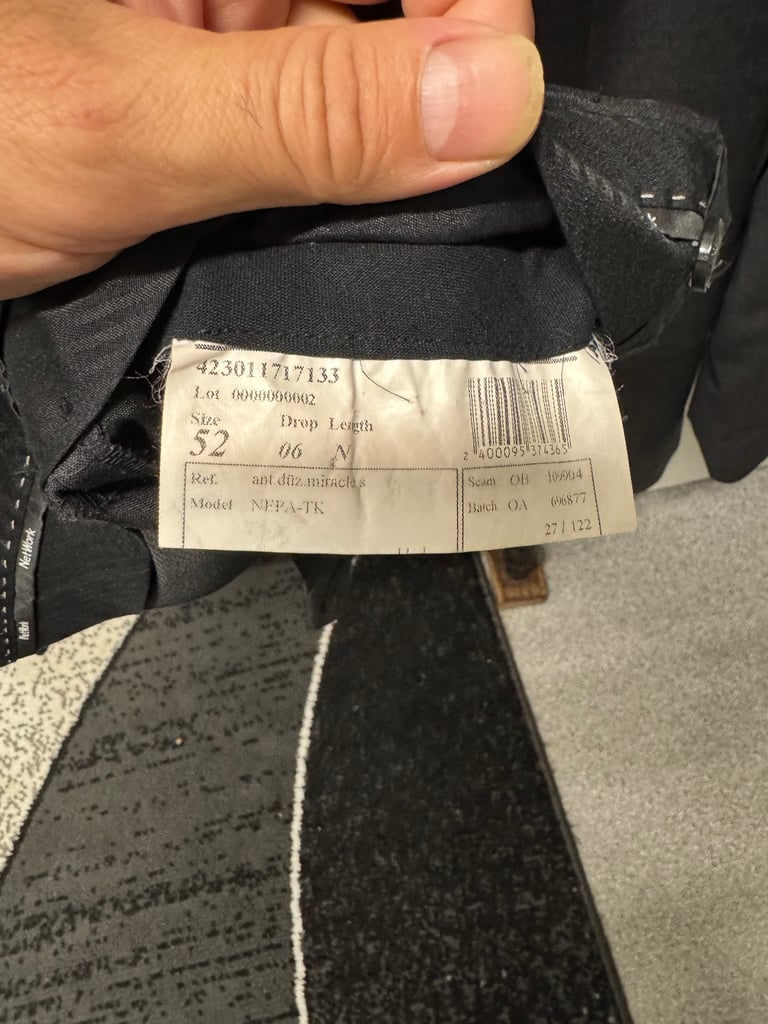 423011717133
Lot 0000000002
Size Drop Length
52 06 N
2 400095 374365
Ref. ant.düz.miracle.s
Model NEPA-TK
Seam OB 109904
Batch OA 696877
27 / 122
NetWork